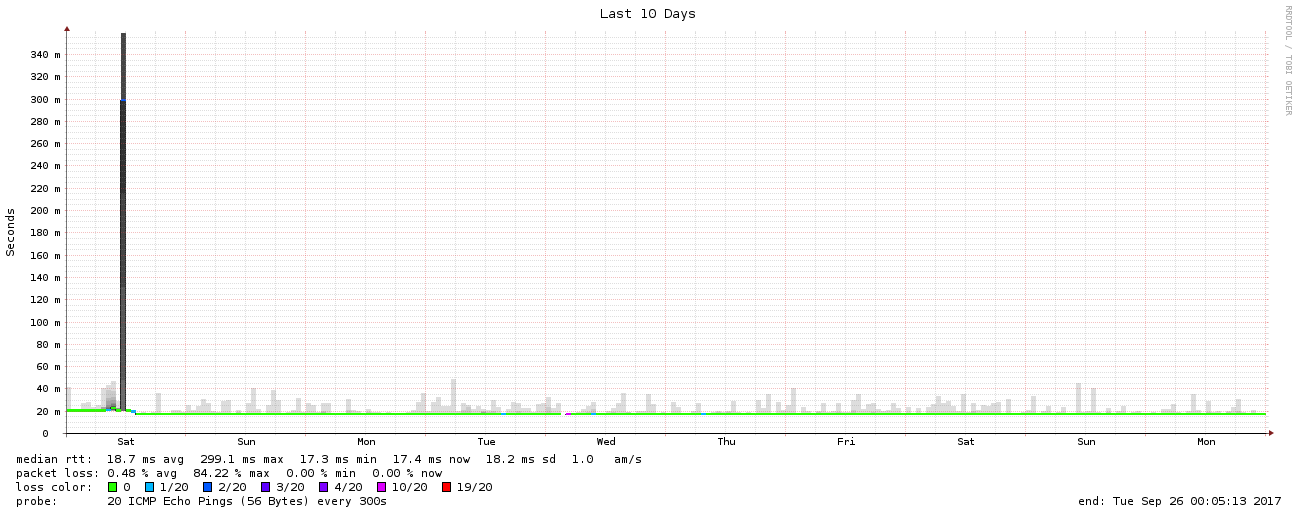 Last 10 Days
RRDTOOL / TOBI OETIKER
Seconds
340 m
320 m
300 m
280 m
260 m
240 m
220 m
200 m
180 m
160 m
140 m
120 m
100 m
80 m
60 m
40 m
20 m
0
Sat Sun Mon Tue Wed Thu Fri Sat Sun Mon
median rtt: 18.7 ms avg 299.1 ms max 17.3 ms min 17.4 ms now 18.2 ms sd 1.0 am/s
packet loss: 0.48 % avg 84.22 % max 0.00 % min 0.00 % now
loss color: 0 1/20 2/20 3/20 4/20 10/20 19/20
probe: 20 ICMP Echo Pings (56 Bytes) every 300s end: Tue Sep 26 00:05:13 2017